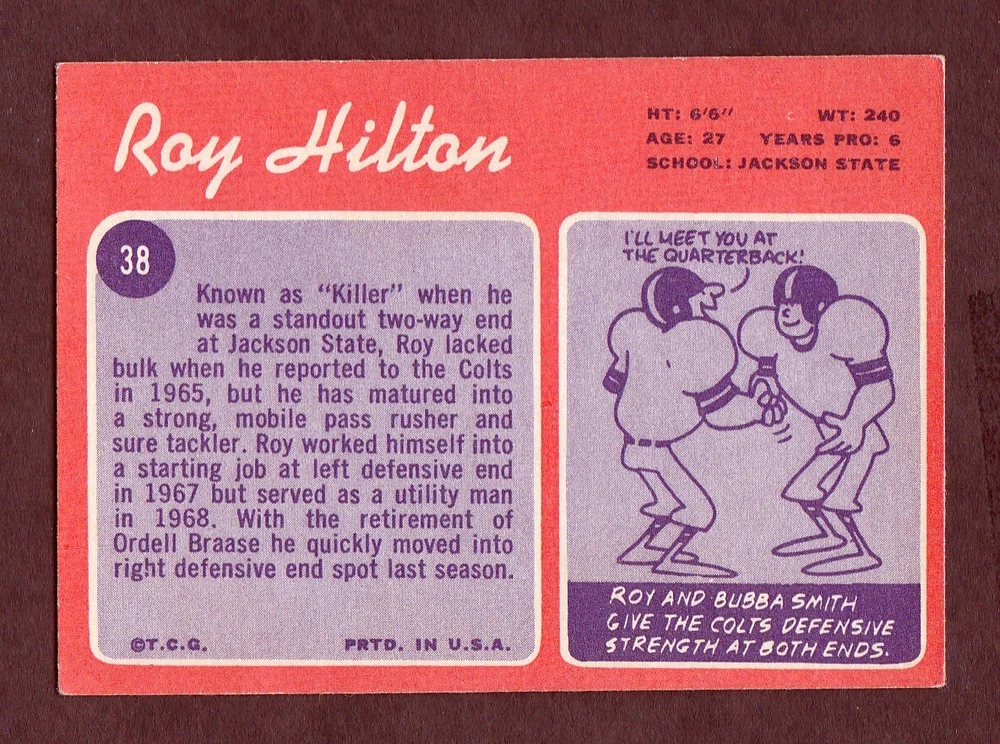 Roy Hilton
HT: 6'6" WT: 240
AGE: 27 YEARS PRO: 6
SCHOOL: JACKSON STATE
38
Known as "Killer" when he
was a standout two-way end
at Jackson State, Roy lacked
bulk when he reported to the Colts
in 1965, but he has matured into
a strong, mobile pass rusher and
sure tackler. Roy worked himself into
a starting job at left defensive end
in 1967 but served as a utility man
in 1968. With the retirement of
Ordell Braase he quickly moved into
right defensive end spot last season.
©T.C.G. PRTD. IN U.S.A.
I'LL MEET YOU AT
THE QUARTERBACK!
ROY AND BUBBA SMITH
GIVE THE COLTS DEFENSIVE
STRENGTH AT BOTH ENDS.